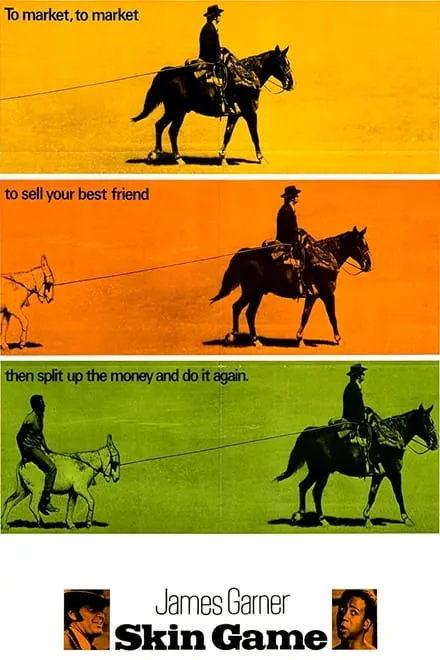 To market, to market
to sell your best friend
then split up the money and do it again.
James Garner
Skin Game